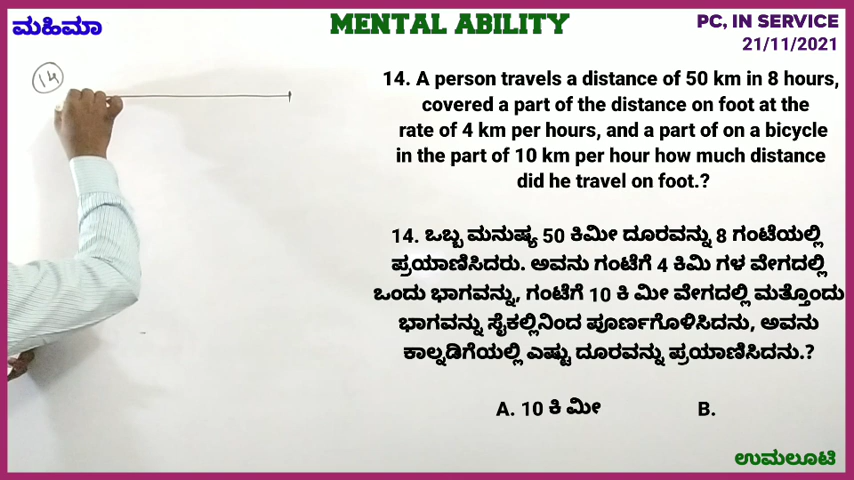 ಮಹಿಮಾ
MENTAL ABILITY
PC, IN SERVICE
21/11/2021
14
14. A person travels a distance of 50 km in 8 hours,
covered a part of the distance on foot at the
rate of 4 km per hours, and a part of on a bicycle
in the part of 10 km per hour how much distance
did he travel on foot.?
14. ಒಬ್ಬ ಮನುಷ್ಯ 50 ಕಿಮೀ ದೂರವನ್ನು 8 ಗಂಟೆಯಲ್ಲಿ
ಪ್ರಯಾಣಿಸಿದರು. ಅವನು ಗಂಟೆಗೆ 4 ಕಿಮಿ ಗಳ ವೇಗದಲ್ಲಿ
ಒಂದು ಭಾಗವನ್ನು, ಗಂಟೆಗೆ 10 ಕಿ ಮೀ ವೇಗದಲ್ಲಿ ಮತ್ತೊಂದು
ಭಾಗವನ್ನು ಸೈಕಲ್ಲಿನಿಂದ ಪೂರ್ಣಗೊಳಿಸಿದನು, ಅವನು
ಕಾಲ್ನಡಿಗೆಯಲ್ಲಿ ಎಷ್ಟು ದೂರವನ್ನು ಪ್ರಯಾಣಿಸಿದನು.?
A. 10 ಕಿ ಮೀ B.
ಉಮಲೂಟಿ